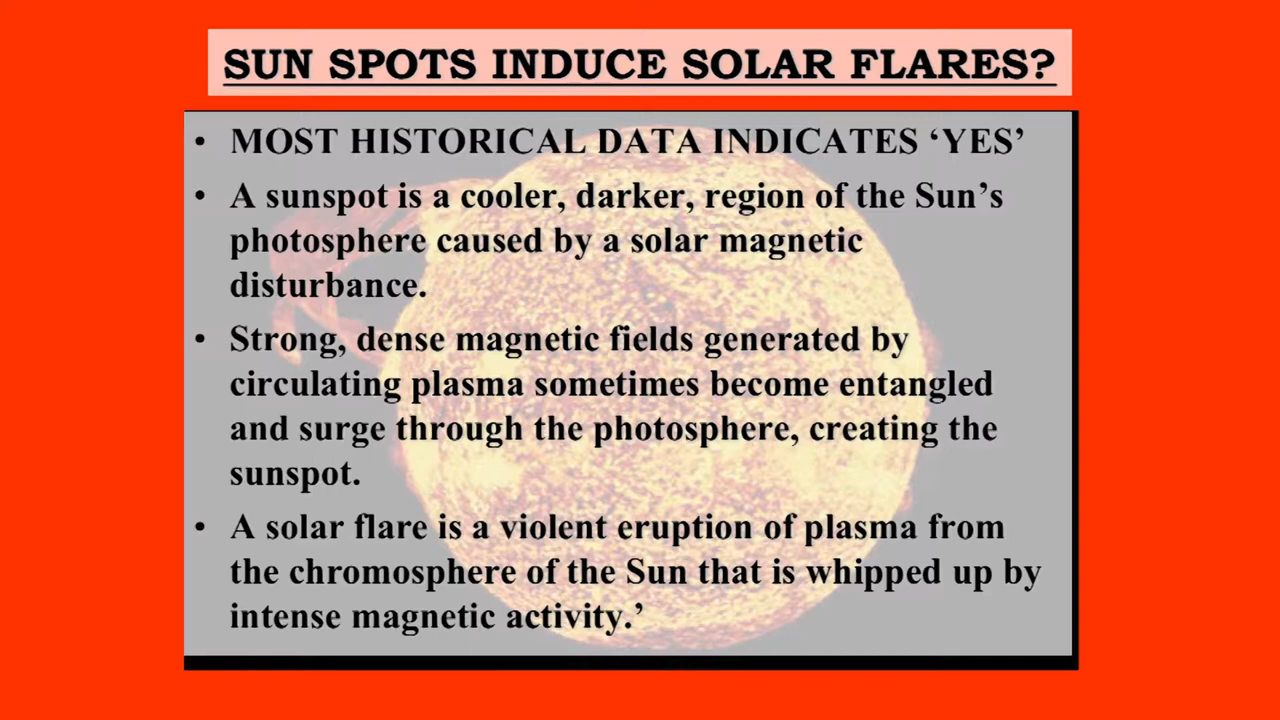 SUN SPOTS INDUCE SOLAR FLARES?
• MOST HISTORICAL DATA INDICATES ‘YES’
• A sunspot is a cooler, darker, region of the Sun’s
photosphere caused by a solar magnetic
disturbance.
• Strong, dense magnetic fields generated by
circulating plasma sometimes become entangled
and surge through the photosphere, creating the
sunspot.
• A solar flare is a violent eruption of plasma from
the chromosphere of the Sun that is whipped up by
intense magnetic activity.’